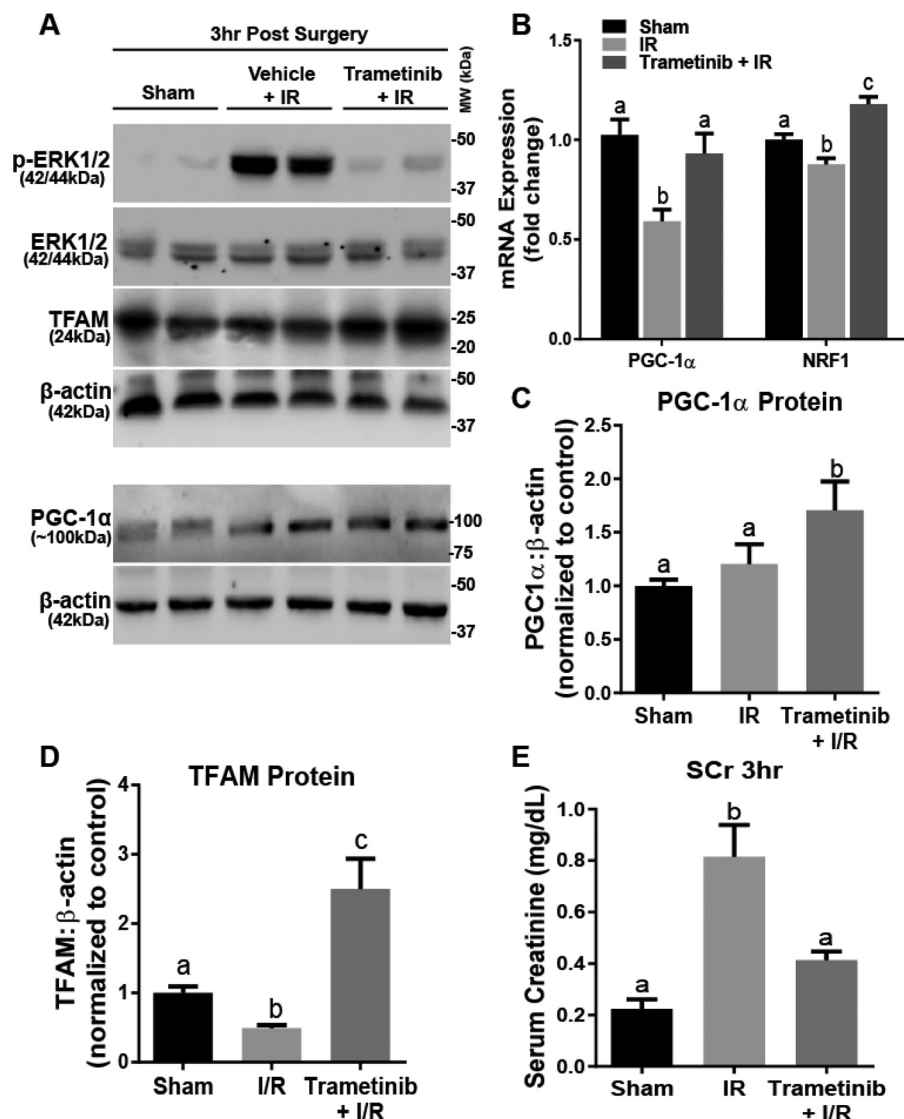 A
3hr Post Surgery
Sham
Vehicle
+ IR
Trametinib
+ IR
MW (kDa)
p-ERK1/2
(42/44kDa)
-50
-37
ERK1/2
(42/44kDa)
-50
-37
TFAM
(24kDa)
-25
-20
β-actin
(42kDa)
-50
-37
PGC-1α
(~100kDa)
-100
-75
β-actin
(42kDa)
-50
-37
B
Sham
IR
Trametinib + IR
mRNA Expression
(fold change)
1.5
1.0
0.5
0.0
a
b
a
a
b
c
PGC-1α
NRF1
C
PGC-1α Protein
PGC1α:β-actin
(normalized to control)
2.5
2.0
1.5
1.0
0.5
0.0
a
a
b
Sham
IR
Trametinib
+ I/R
D
TFAM Protein
TFAM:β-actin
(normalized to control)
4
3
2
1
0
a
b
c
Sham
I/R
Trametinib
+ I/R
E
SCr 3hr
Serum Creatinine (mg/dL)
1.0
0.8
0.6
0.4
0.2
0.0
a
b
a
Sham
IR
Trametinib
+ I/R